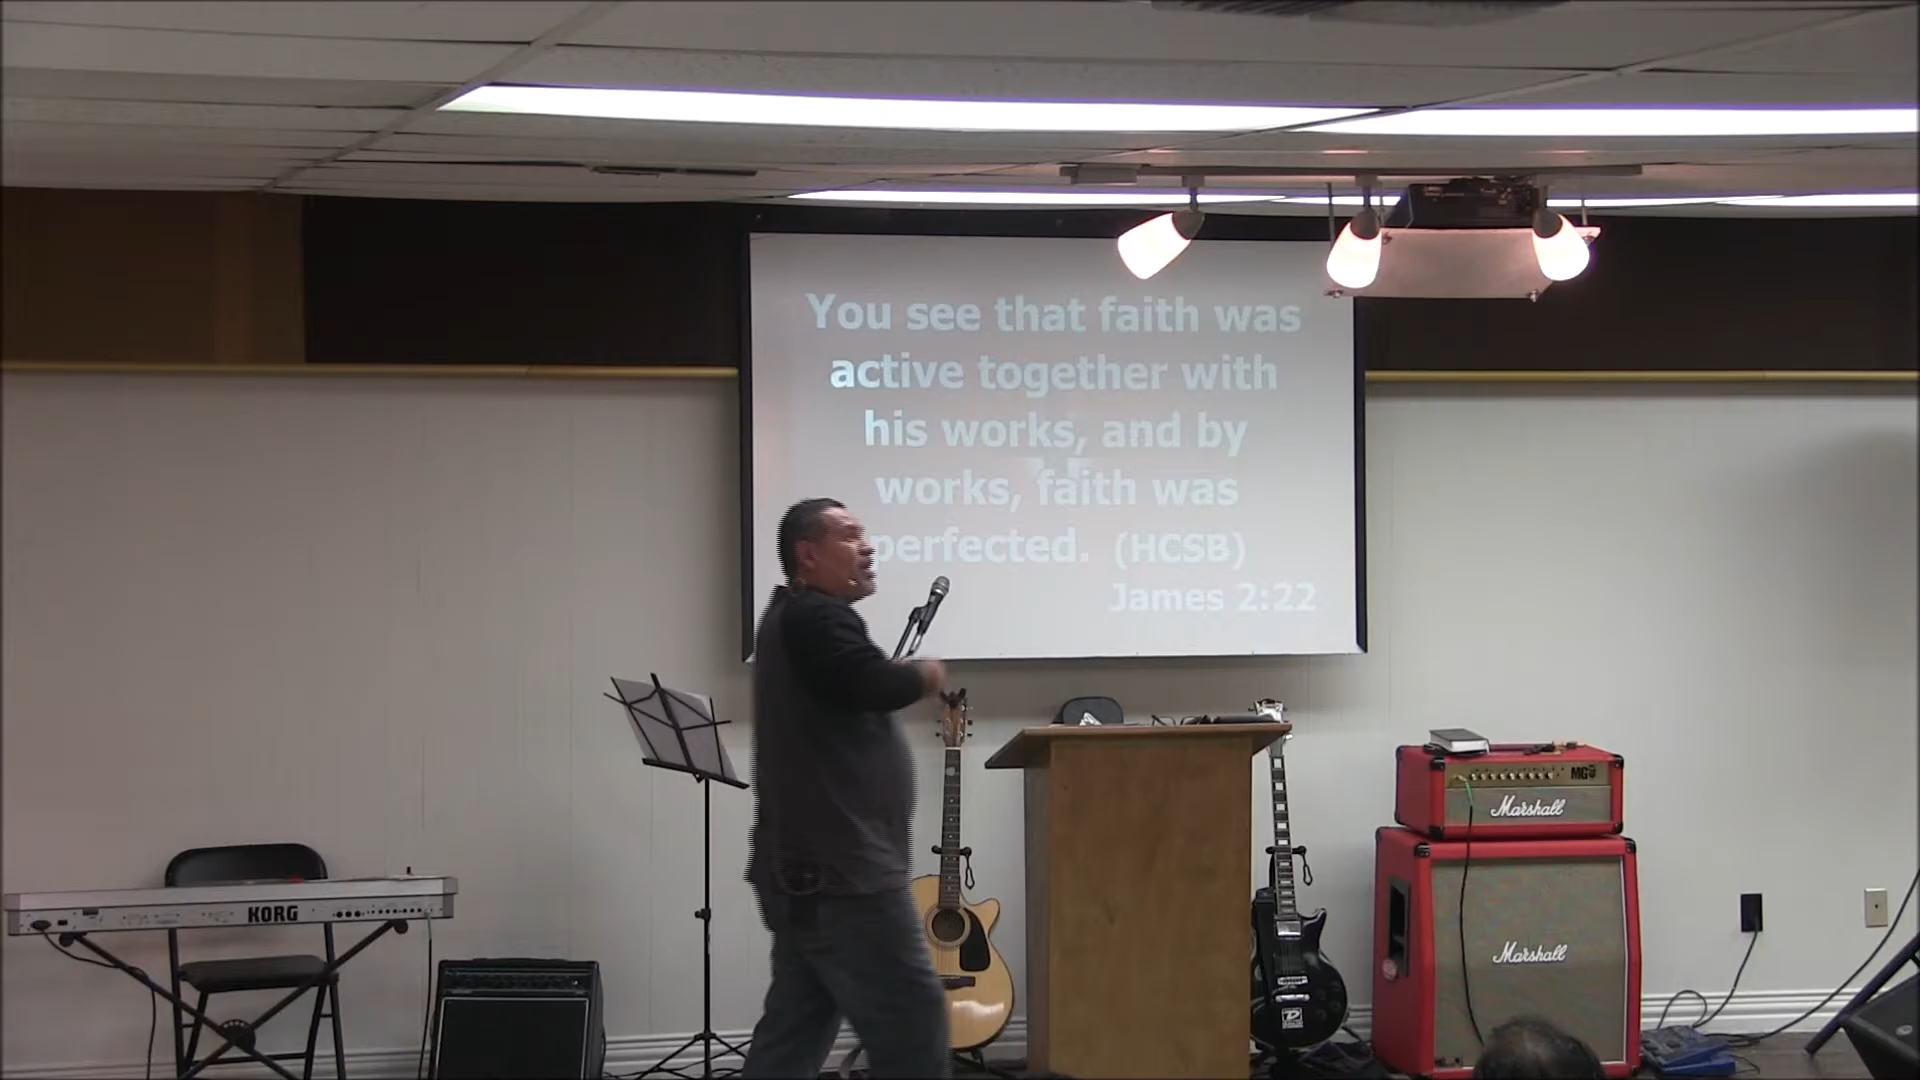 You see that faith was
active together with
his works, and by
works, faith was
perfected. (HCSB)
James 2:22
MG
Marshall
Marshall
KORG